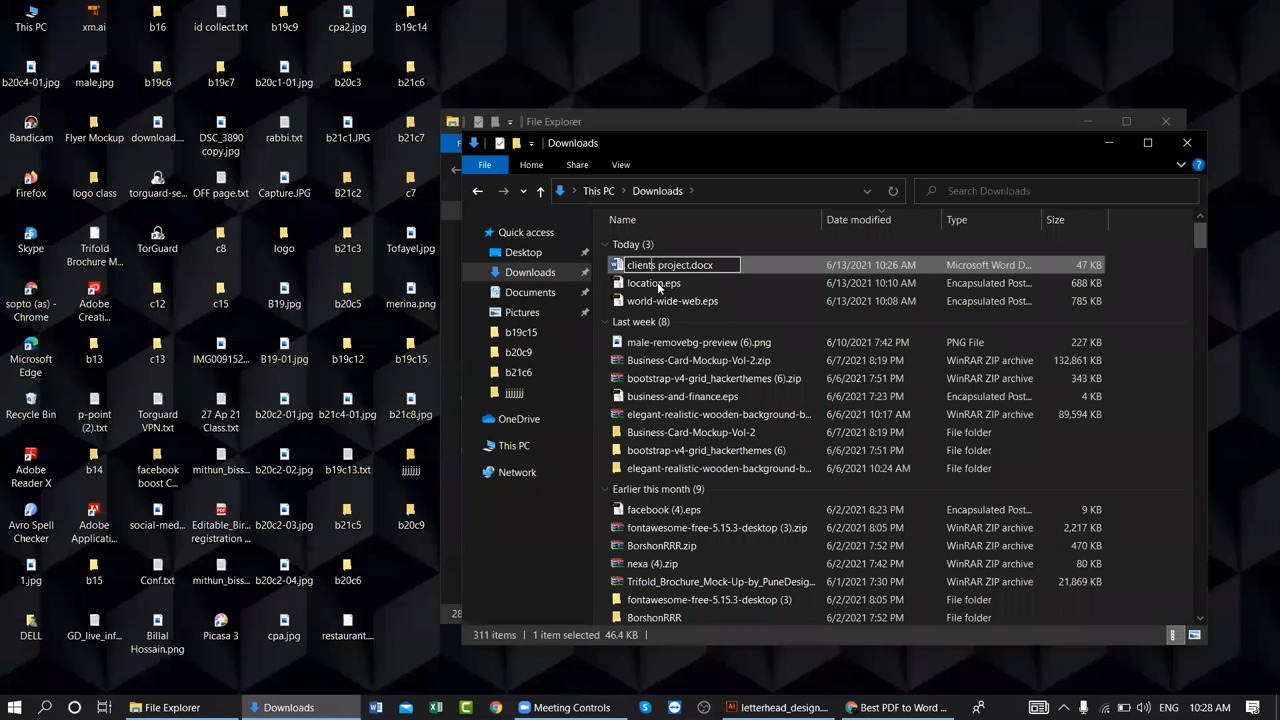 This PC
xm.ai
b16
id collect.txt
b19c9
cpa2.jpg
b19c14
b20c4-01.jpg
male.jpg
b19c6
b19c7
b20c1-01.jpg
b20c3
b21c6
Bandicam
Flyer Mockup
download....
DSC_3890 copy.jpg
rabbi.txt
b21c1.JPG
b21c7
Firefox
logo class
torguard-se...
OFF page.txt
Capture.JPG
B21c2
c7
Skype
Trifold Brochure M...
TorGuard
c8
logo
b21c3
Tofayel.jpg
sopto (as) - Chrome
Adobe Creati...
c12
c15
B19.jpg
b20c5
merina.png
Microsoft Edge
b13
c13
IMG009152...
B19-01.jpg
b19c12
b19c15
Recycle Bin
p-point (2).txt
Torguard VPN.txt
27 Ap 21 Class.txt
b21c4-01.jpg
b20c6.jpg
b21c8.jpg
Adobe Reader X
b14
facebook boost C...
mithun_biss...
b20c2-02.jpg
b19c13.txt
jjjjjjj
Avro Spell Checker
Adobe Applicati...
social-med...
Editable_Bir... registration ...
b20c2-03.jpg
b21c5
b20c9
1.jpg
b15
Conf.txt
mithun_biss...
b20c2-04.jpg
b20c6
DELL
GD_live_inf...
Billal Hossain.png
Picasa 3
cpa.jpg
restaurant....
File Explorer
Downloads
File
Home
Share
View
This PC
Downloads
Search Downloads
Quick access
Desktop
Downloads
Documents
Pictures
b19c15
b20c9
b21c6
jjjjjjj
OneDrive
This PC
Network
Name Date modified Type Size
Today (3)
clients project.docx 6/13/2021 10:26 AM Microsoft Word D... 47 KB
location.eps 6/13/2021 10:10 AM Encapsulated Post... 688 KB
world-wide-web.eps 6/13/2021 10:08 AM Encapsulated Post... 785 KB
Last week (8)
male-removebg-preview (6).png 6/10/2021 7:42 PM PNG File 227 KB
Business-Card-Mockup-Vol-2.zip 6/7/2021 8:19 PM WinRAR ZIP archive 132,861 KB
bootstrap-v4-grid_hackerthemes (6).zip 6/6/2021 7:51 PM WinRAR ZIP archive 343 KB
business-and-finance.eps 6/6/2021 7:23 PM Encapsulated Post... 4 KB
elegant-realistic-wooden-background-b... 6/6/2021 10:17 AM WinRAR ZIP archive 89,594 KB
Business-Card-Mockup-Vol-2 6/7/2021 8:19 PM File folder
bootstrap-v4-grid_hackerthemes (6) 6/6/2021 7:51 PM File folder
elegant-realistic-wooden-background-b... 6/6/2021 10:24 AM File folder
Earlier this month (9)
facebook (4).eps 6/2/2021 8:23 PM Encapsulated Post... 9 KB
fontawesome-free-5.15.3-desktop (3).zip 6/2/2021 8:05 PM WinRAR ZIP archive 2,217 KB
BorshonRRR.zip 6/2/2021 7:52 PM WinRAR ZIP archive 470 KB
nexa (4).zip 6/2/2021 7:42 PM WinRAR ZIP archive 80 KB
Trifold_Brochure_Mock-Up_by_PuneDesig... 6/1/2021 7:30 PM WinRAR ZIP archive 21,869 KB
fontawesome-free-5.15.3-desktop (3) 6/2/2021 8:05 PM File folder
BorshonRRR 6/2/2021 7:52 PM File folder
28
311 items 1 item selected 46.4 KB
File Explorer
Downloads
Meeting Controls
letterhead_design...
Best PDF to Word ...
ENG 10:28 AM